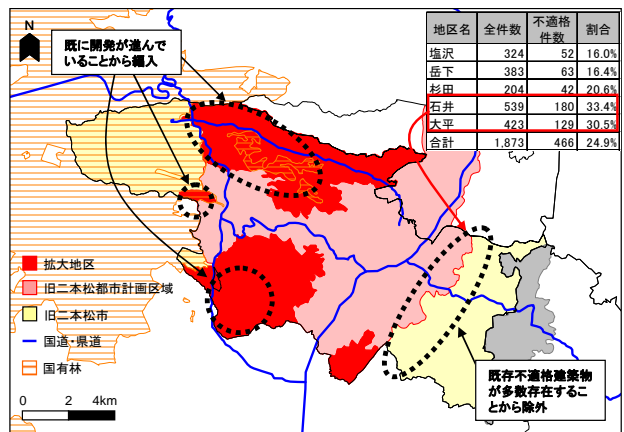 N
既に開発が進んで
いることから編入
地区名 全件数 不適格件数 割合
塩沢 324 52 16.0%
岳下 383 63 16.4%
杉田 204 42 20.6%
石井 539 180 33.4%
大平 423 129 30.5%
合計 1,873 466 24.9%
拡大地区
旧二本松都市計画区域
旧二本松市
国道・県道
国有林
0 2 4km
既存不適格建築物
が多数存在するこ
とから除外